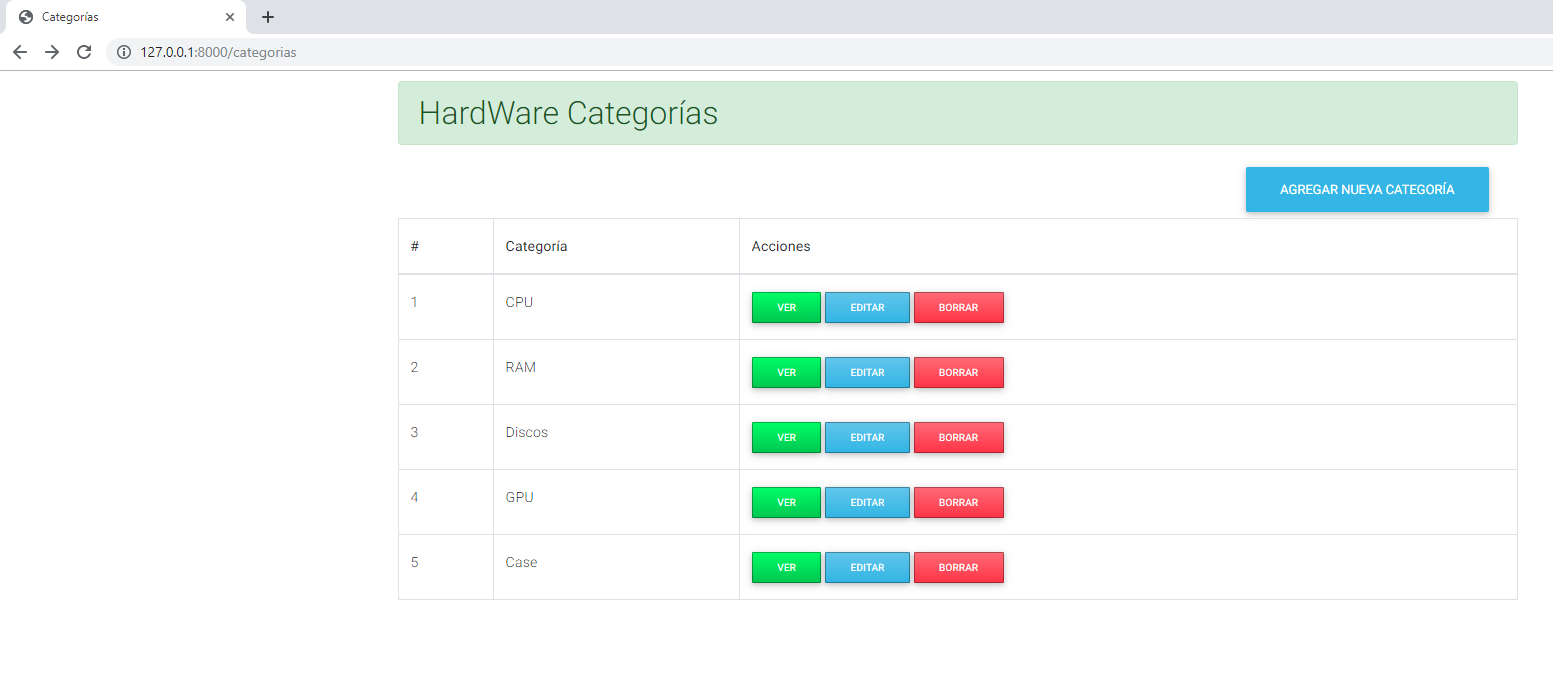 Categorías
127.0.0.1:8000/categorias
HardWare Categorías
AGREGAR NUEVA CATEGORÍA
# Categoría Acciones
1 CPU VER EDITAR BORRAR
2 RAM VER EDITAR BORRAR
3 Discos VER EDITAR BORRAR
4 GPU VER EDITAR BORRAR
5 Case VER EDITAR BORRAR